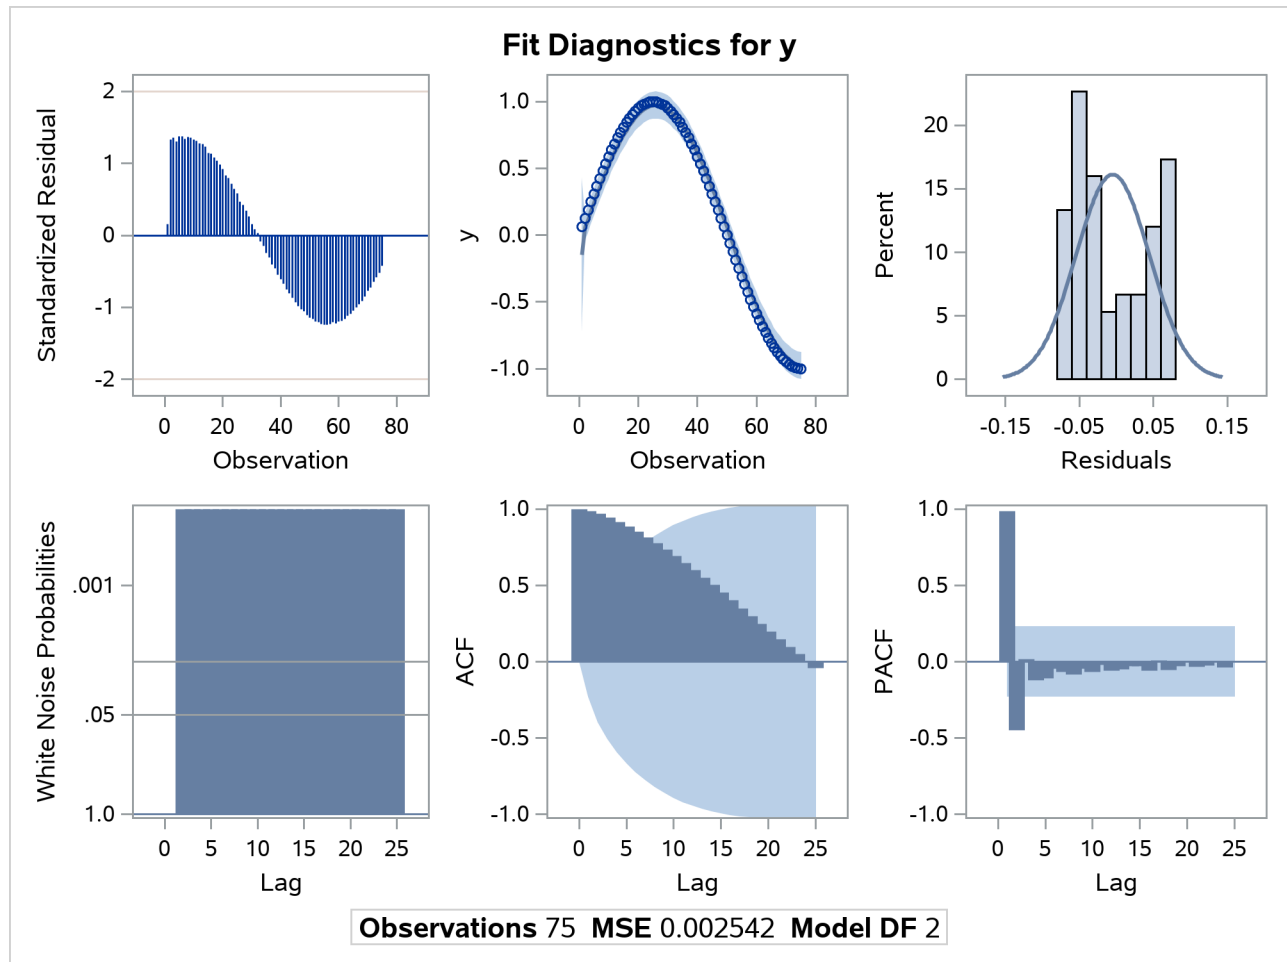 Fit Diagnostics for y
Standardized Residual
2
1
0
-1
-2
0 20 40 60 80
Observation
y
1.0
0.5
0.0
-0.5
-1.0
0 20 40 60 80
Observation
Percent
20
15
10
5
0
-0.15 -0.05 0.05 0.15
Residuals
White Noise Probabilities
.001
.05
1.0
0 5 10 15 20 25
Lag
ACF
1.0
0.5
0.0
-0.5
-1.0
0 5 10 15 20 25
Lag
PACF
1.0
0.5
0.0
-0.5
-1.0
0 5 10 15 20 25
Lag
Observations 75 MSE 0.002542 Model DF 2